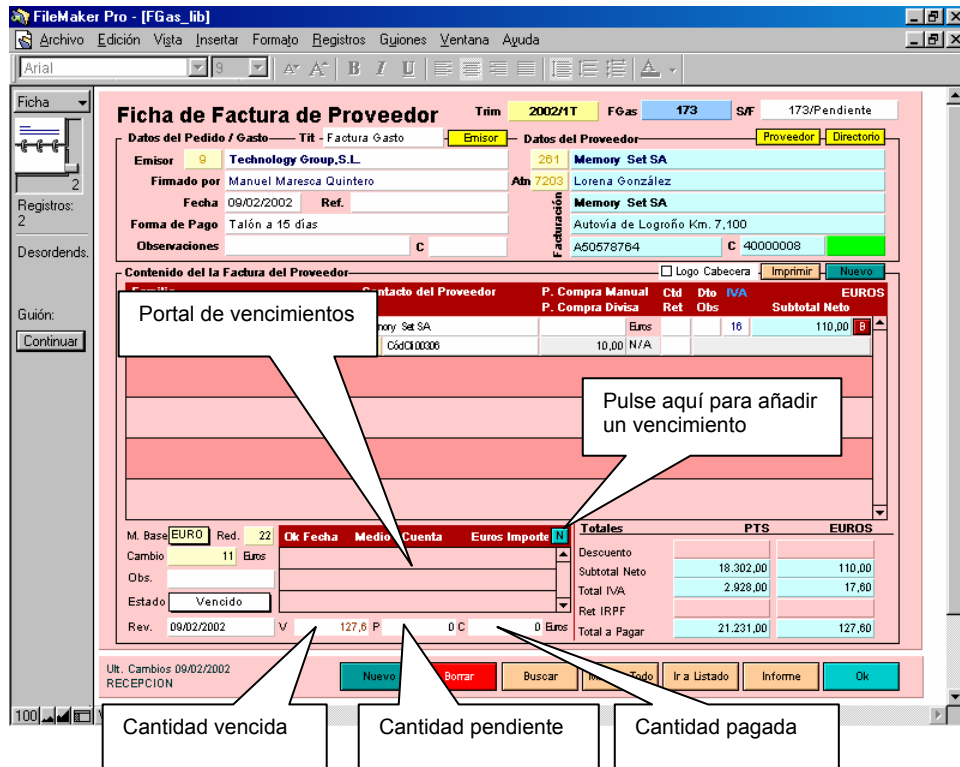 FileMaker Pro - [FGas_lib]
Archivo Edición Vista Insertar Formato Registros Guiones Ventana Ayuda
Arial 9 B I U
Ficha
2
Registros:
2
Desordends.
Guión:
Continuar
Ficha de Factura de Proveedor Trim 2002/1T FGas 173 S/F 173/Pendiente
Datos del Pedido / Gasto Tit - Factura Gasto Emisor Datos del Proveedor Proveedor Directorio
Emisor 9 Technology Group,S.L. 261 Memory Set SA
Firmado por Manuel Maresca Quintero Atn 7203 Lorena González
Fecha 09/02/2002 Ref. Facturación Memory Set SA
Forma de Pago Talón a 15 días Autovía de Logroño Km. 7,100
Observaciones C A50578764 C 40000008
Contenido del la Factura del Proveedor Logo Cabecera Imprimir Nuevo
Contacto del Proveedor P. Compra Manual Ctd Dto IVA EUROS
P. Compra Divisa Ret Obs Subtotal Neto
Portal de vencimientos
Set SA Euros 16 110,00 B
CódCli00306 10,00 N/A
Pulse aquí para añadir
un vencimiento
M. Base EURO Red. 22 Ok Fecha Medio Cuenta Euros Importe N Totales PTS EUROS
Cambio 11 Euros Descuento
Obs. Subtotal Neto 18.302,00 110,00
Total IVA 2.928,00 17,60
Estado Vencido Ret IRPF
Rev. 09/02/2002 V 127,6 P 0 C 0 Euros Total a Pagar 21.231,00 127,60
Ult. Cambios 09/02/2002
RECEPCION
Nuevo Borrar Buscar Todo Ir a Listado Informe Ok
100
Cantidad vencida Cantidad pendiente Cantidad pagada